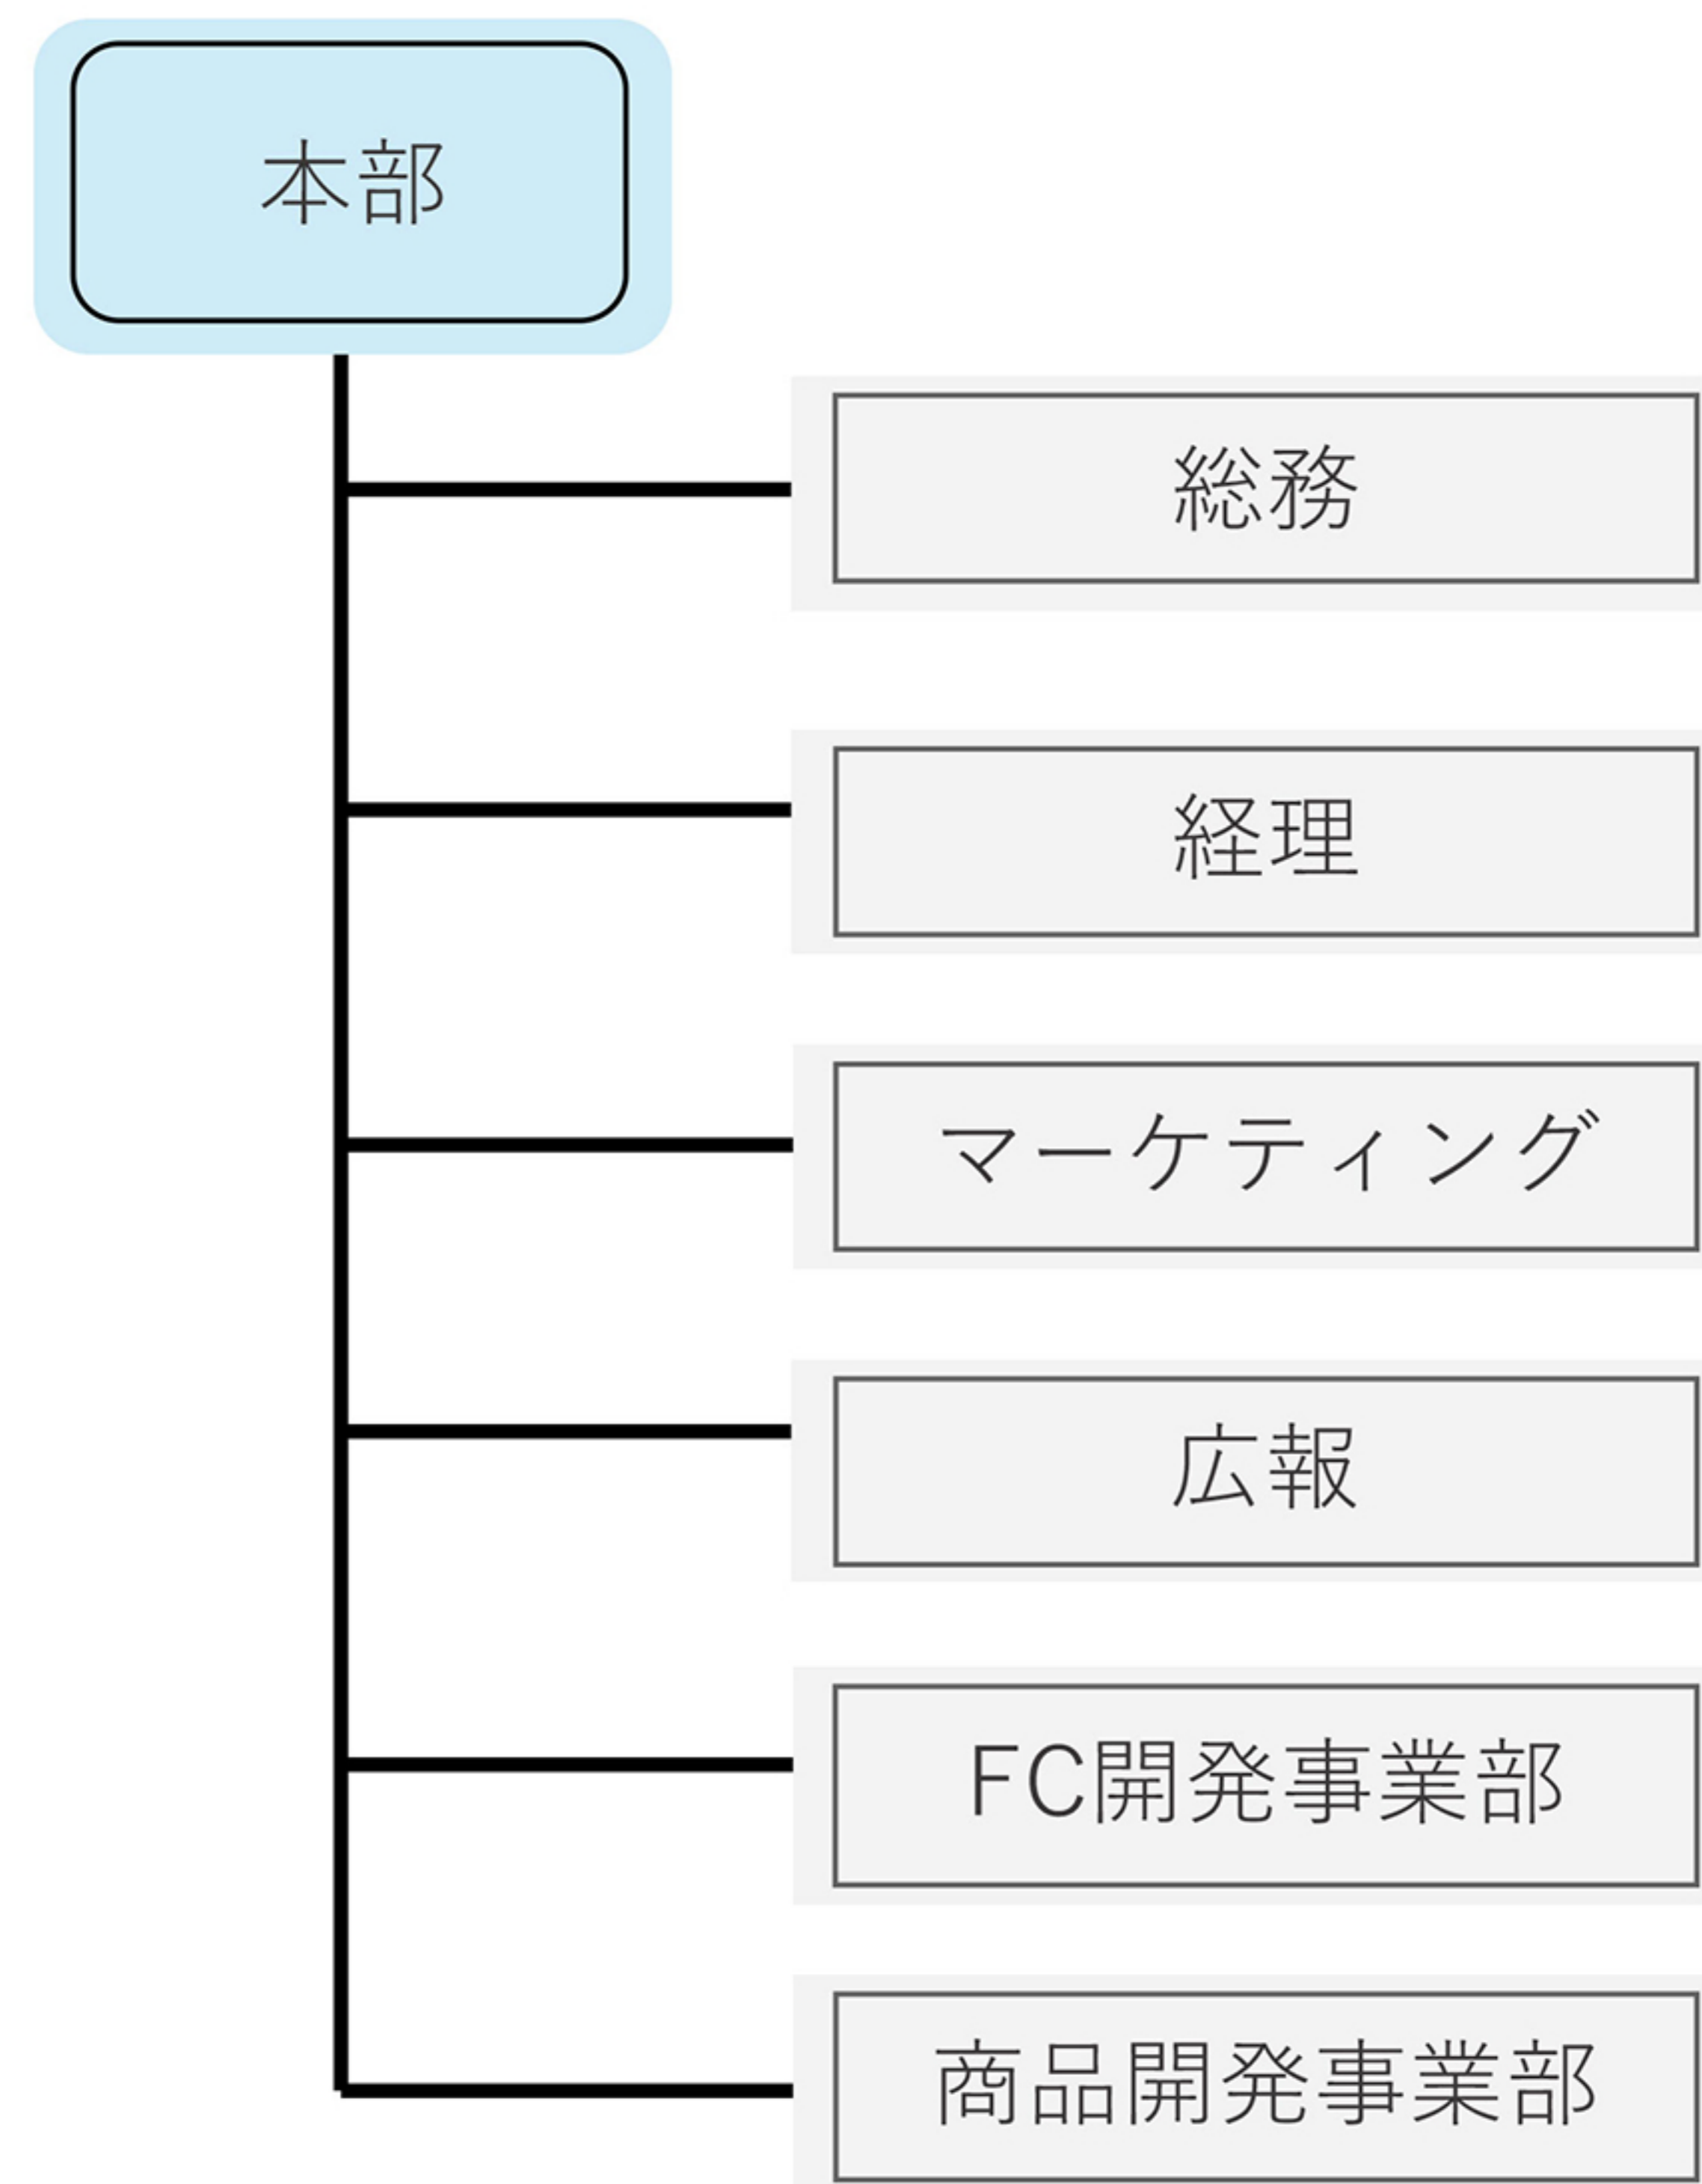 本部
総務
経理
マーケティング
広報
FC開発事業部
商品開発事業部